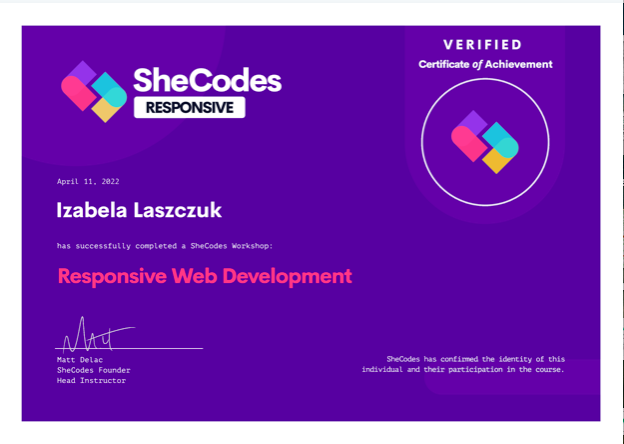 VERIFIED
Certificate of Achievement
SheCodes
RESPONSIVE
April 11, 2022
Izabela Laszczuk
has successfully completed a SheCodes Workshop:
Responsive Web Development
Matt Delac
SheCodes Founder
Head Instructor
SheCodes has confirmed the identity of this
individual and their participation in the course.